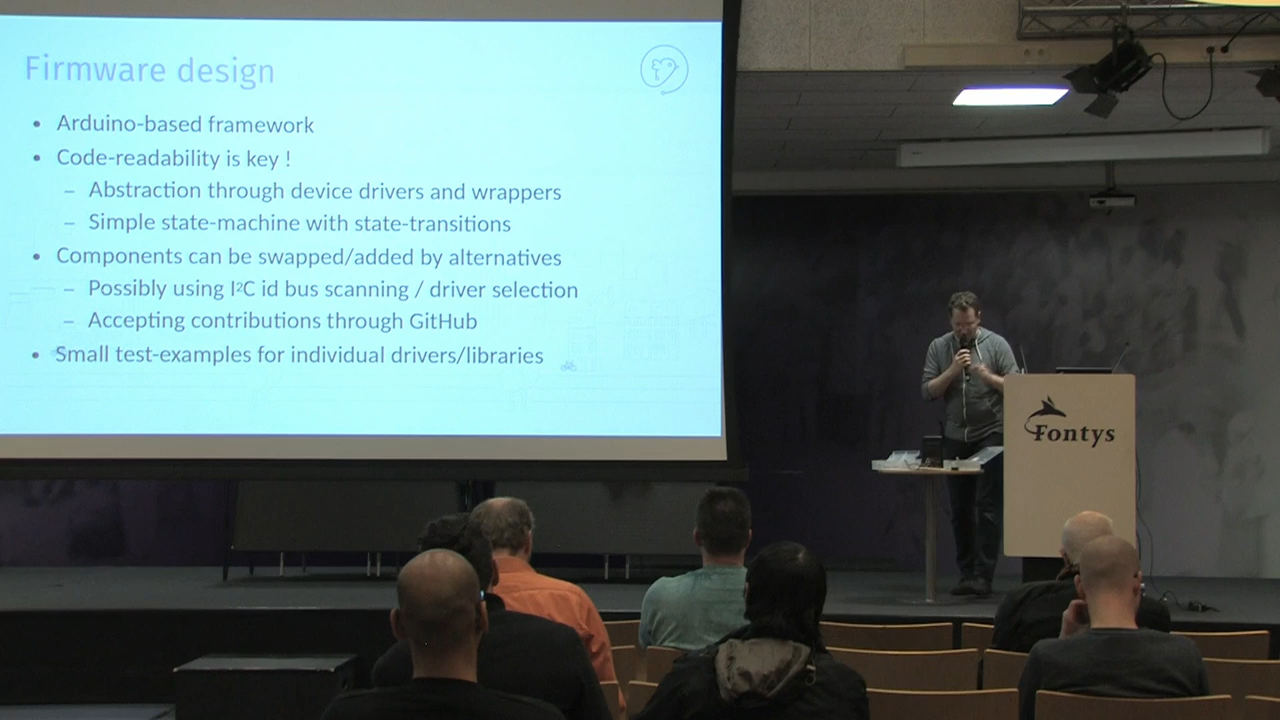 Firmware design
• Arduino-based framework
• Code-readability is key !
– Abstraction through device drivers and wrappers
– Simple state-machine with state-transitions
• Components can be swapped/added by alternatives
– Possibly using I²C id bus scanning / driver selection
– Accepting contributions through GitHub
• Small test-examples for individual drivers/libraries
Fontys